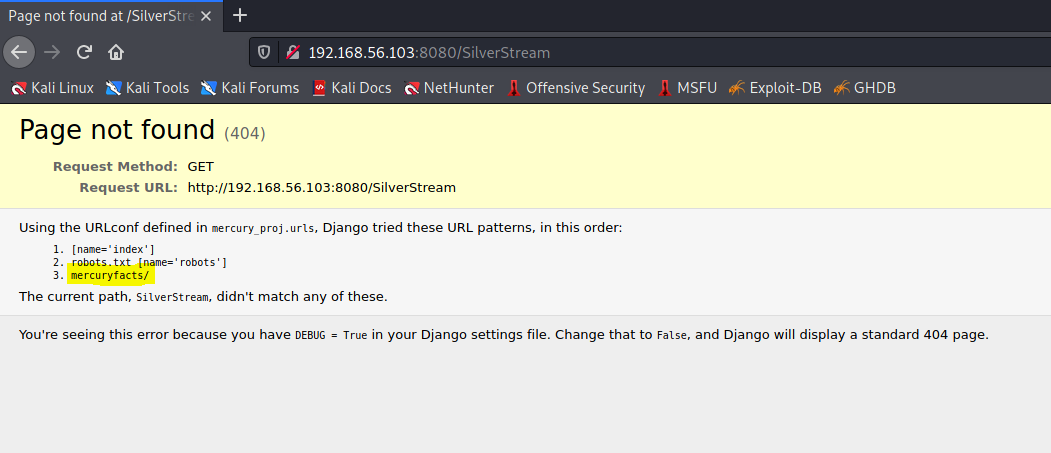 Page not found at /SilverStre
192.168.56.103:8080/SilverStream
Kali Linux Kali Tools Kali Forums Kali Docs NetHunter Offensive Security MSFU Exploit-DB GHDB
Page not found (404)
Request Method: GET
Request URL: http://192.168.56.103:8080/SilverStream
Using the URLconf defined in mercury_proj.urls, Django tried these URL patterns, in this order:
1. [name='index']
2. robots.txt [name='robots']
3. mercuryfacts/
The current path, SilverStream, didn't match any of these.
You're seeing this error because you have DEBUG = True in your Django settings file. Change that to False, and Django will display a standard 404 page.